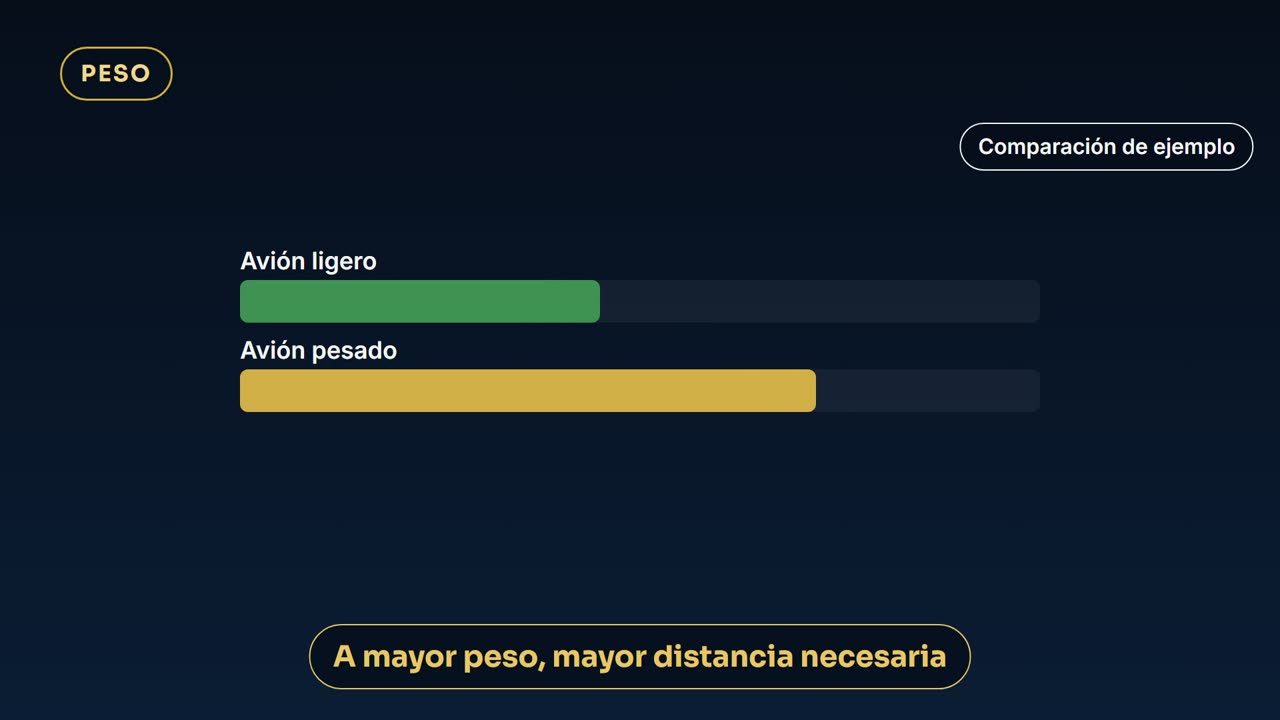 PESO
Comparación de ejemplo
Avión ligero
Avión pesado
A mayor peso, mayor distancia necesaria